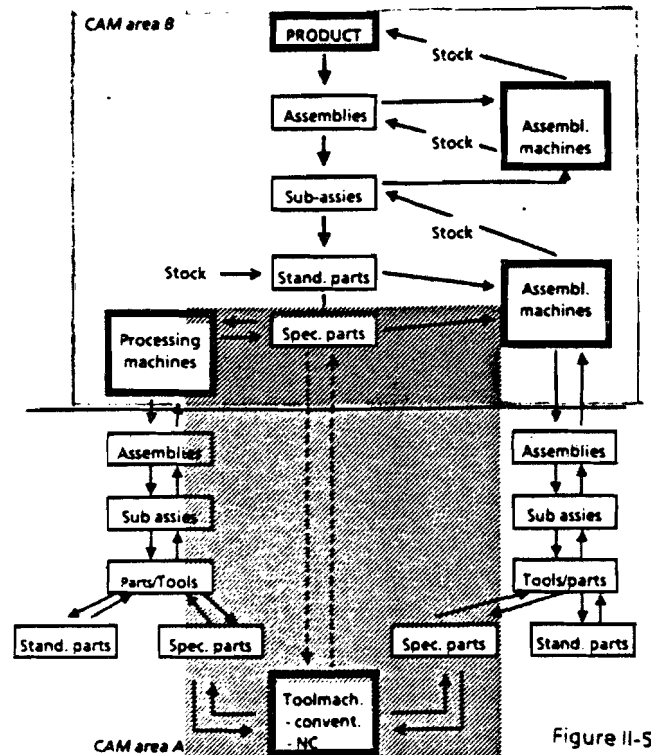 CAM area B
PRODUCT
Stock
Assemblies
Assembl.
machines
Stock
Sub-assies
Stock
Stock
Stand. parts
Assembl.
machines
Processing
machines
Spec. parts
Assemblies
Assemblies
Sub assies
Sub assies
Parts/Tools
Tools/parts
Stand. parts
Spec. parts
Spec. parts
Stand. parts
Toolmach.
- convent.
- NC
CAM area A
Figure II-5